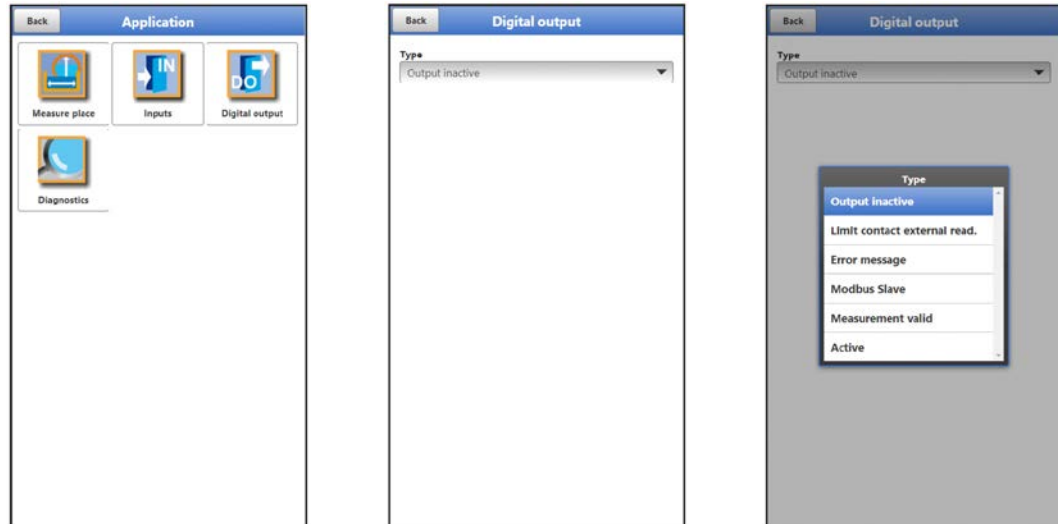 Back Application
IN
DO
Measure place Inputs Digital output
Diagnostics
Back Digital output
Type
Output inactive
Back Digital output
Type
Output inactive
Type
Output inactive
Limit contact external read.
Error message
Modbus Slave
Measurement valid
Active